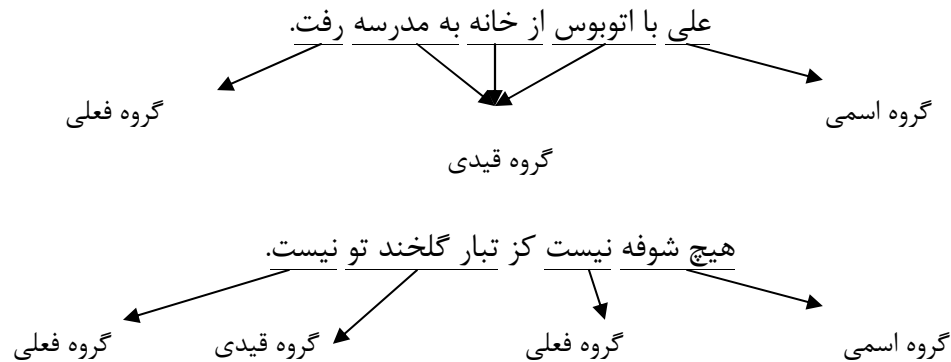 علی با اتوبوس از خانه به مدرسه رفت.
گروه اسمی گروه فعلی
گروه قیدی
هیچ شوفه نیست کز تبار گلخند تو نیست.
گروه اسمی گروه فعلی گروه قیدی گروه فعلی